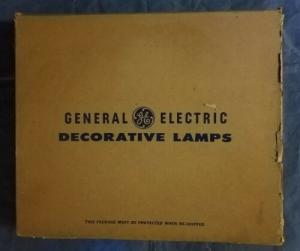 GENERAL GE ELECTRIC
DECORATIVE LAMPS
THIS PACKAGE MUST BE PROTECTED WHEN RE-SHIPPED